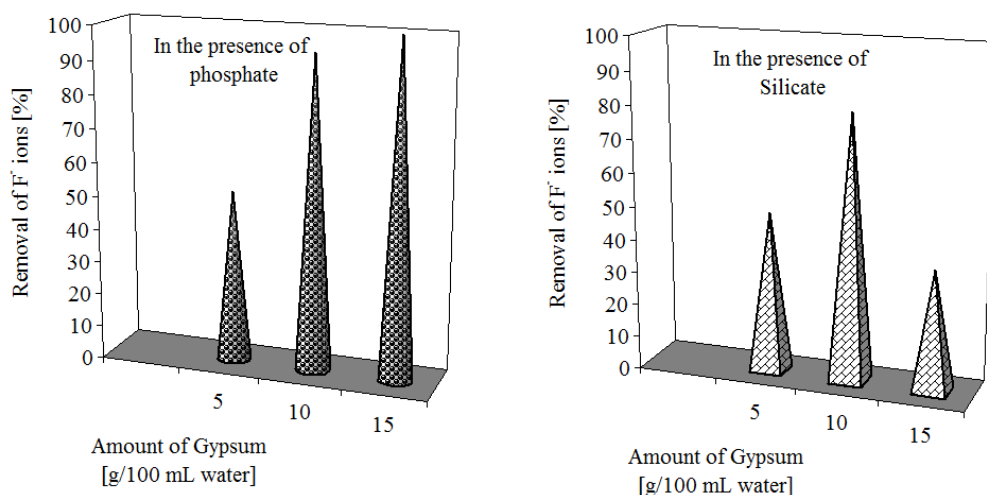 100
90
80
70
60
50
40
30
20
10
0
Removal of F⁻ ions [%]
In the presence of
phosphate
5
10
15
Amount of Gypsum
[g/100 mL water]
100
90
80
70
60
50
40
30
20
10
0
Removal of F⁻ ions [%]
In the presence of
Silicate
5
10
15
Amount of Gypsum
[g/100 mL water]